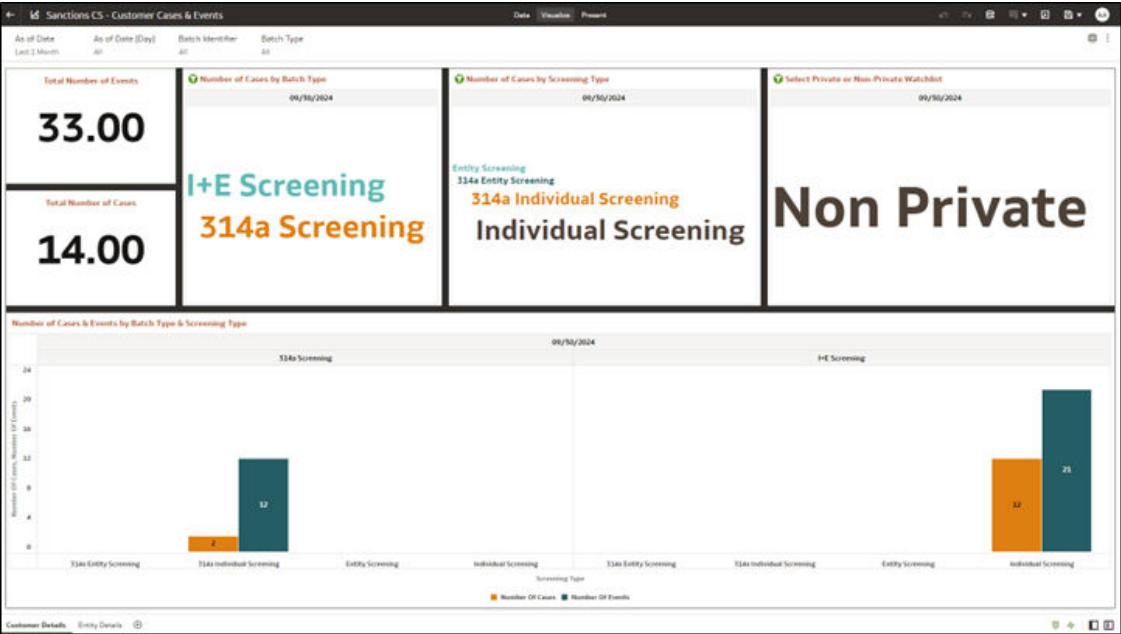 Sanctions CS - Customer Cases & Events
Data Visualize Present
AA
As of Date As of Date (Day) Batch Identifier Batch Type
Last 1 Month All All All
Total Number of Events
33.00
Total Number of Cases
14.00
Number of Cases by Batch Type
09/30/2024
I+E Screening
314a Screening
Number of Cases by Screening Type
09/30/2024
Entity Screening
314a Entity Screening
314a Individual Screening
Individual Screening
Select Private or Non-Private Watchlist
09/30/2024
Non Private
Number of Cases & Events by Batch Type & Screening Type
09/30/2024
314a Screening I+E Screening
Number Of Cases, Number Of Events
24
20
16
12
8
4
0
2
12
12
21
314a Entity Screening 314a Individual Screening Entity Screening Individual Screening 314a Entity Screening 314a Individual Screening Entity Screening Individual Screening
Screening Type
Number Of Cases Number Of Events
Customer Details Entity Details